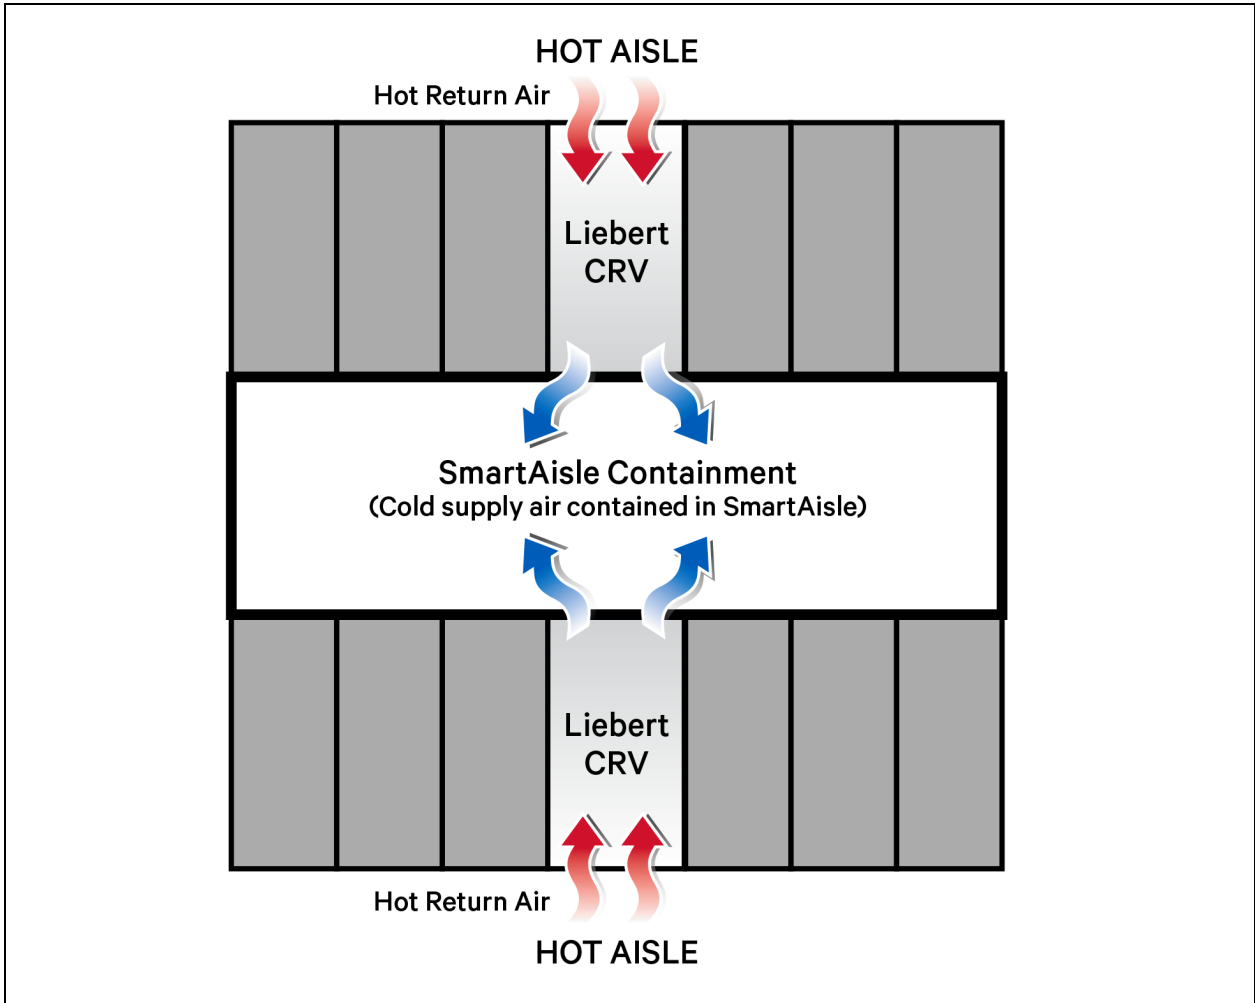 HOT AISLE
Hot Return Air
Liebert
CRV
SmartAisle Containment
(Cold supply air contained in SmartAisle)
Liebert
CRV
Hot Return Air
HOT AISLE